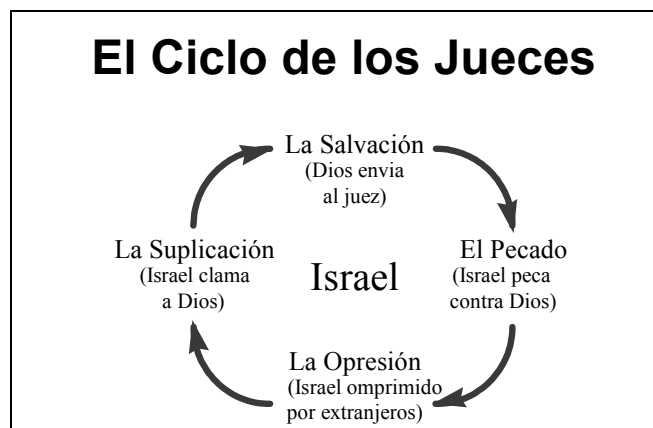 El Ciclo de los Jueces
La Salvación
(Dios envia
al juez)
El Pecado
(Israel peca
contra Dios)
La Opresión
(Israel omprimido
por extranjeros)
La Suplicación
(Israel clama
a Dios)
Israel